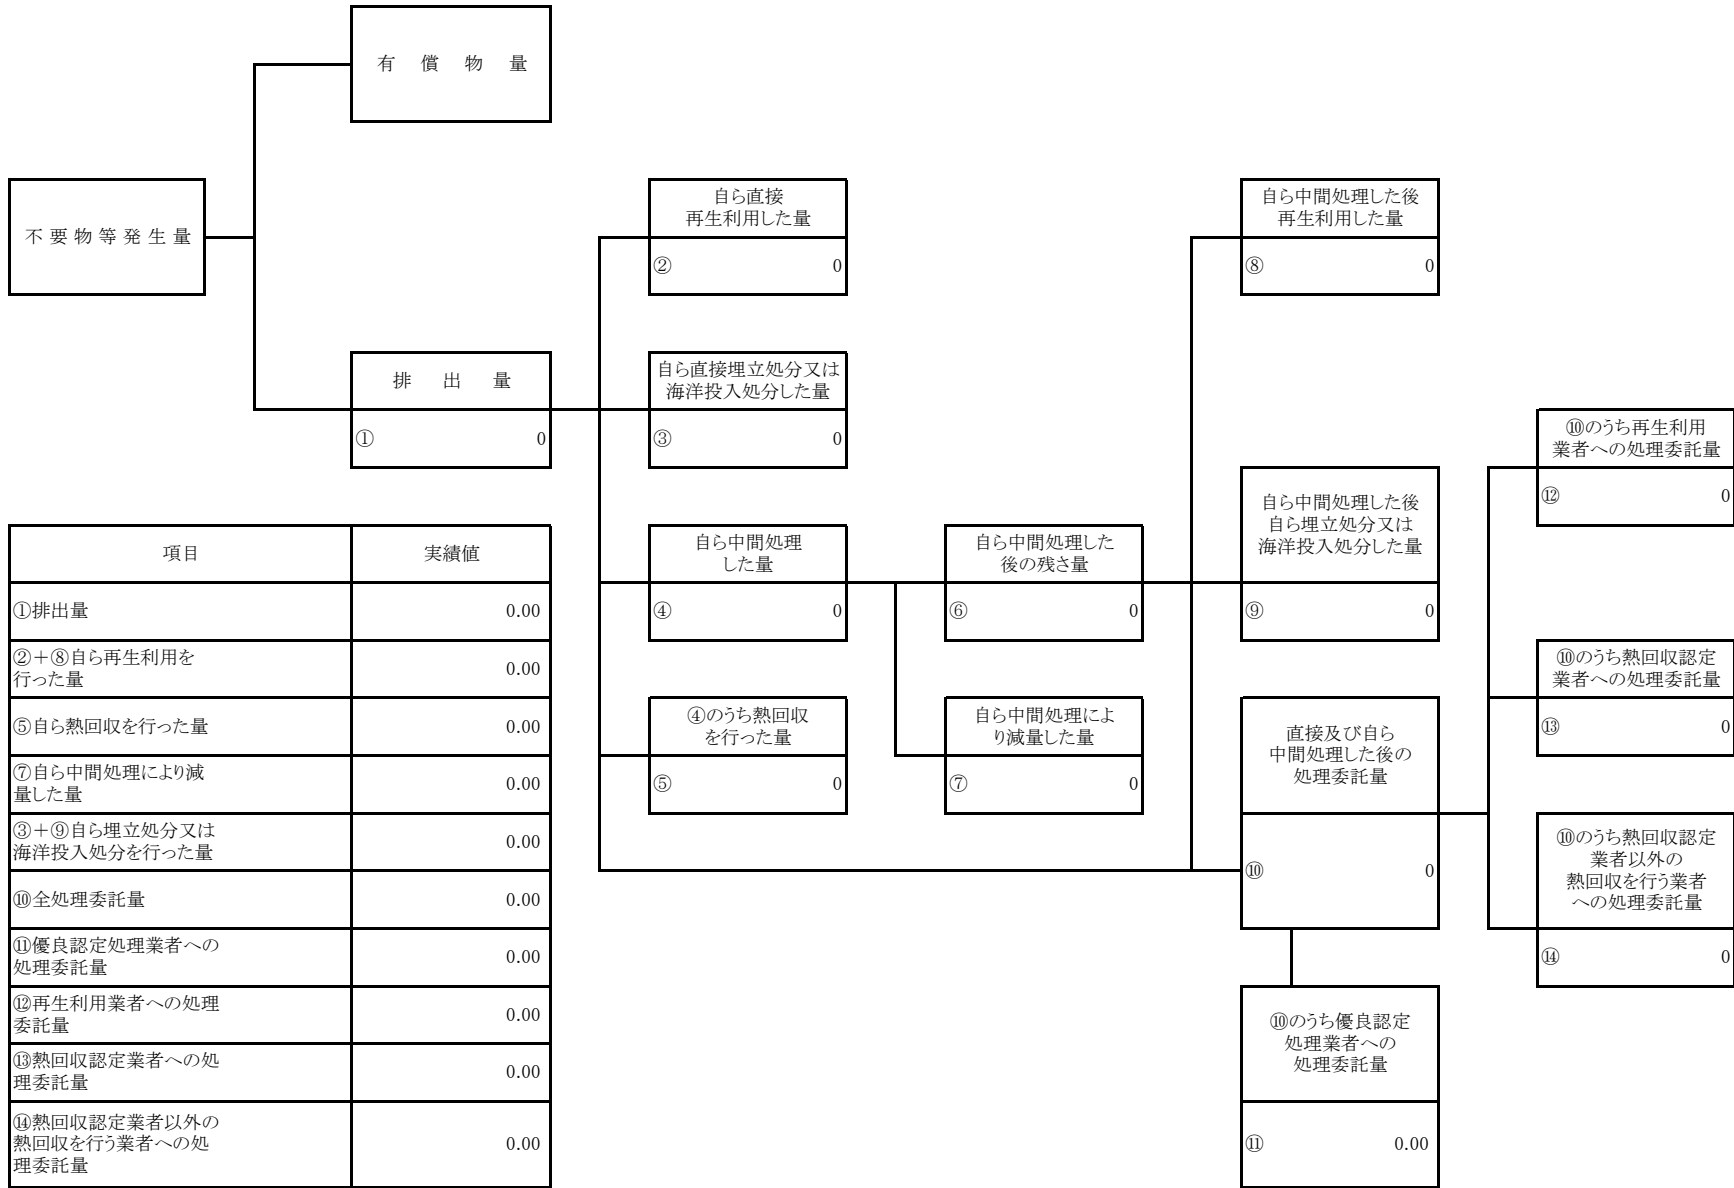 有 償 物 量
不 要 物 等 発 生 量
自ら直接
再生利用した量
② 0
自ら中間処理した後
再生利用した量
⑧ 0
排 出 量
① 0
自ら直接埋立処分又は
海洋投入処分した量
③ 0
⑩のうち再生利用
業者への処理委託量
⑫ 0
自ら中間処理
した量
④ 0
自ら中間処理した
後の残さ量
⑥ 0
自ら中間処理した後
自ら埋立処分又は
海洋投入処分した量
⑨ 0
⑩のうち熱回収認定
業者への処理委託量
⑬ 0
④のうち熱回収
を行った量
⑤ 0
自ら中間処理によ
り減量した量
⑦ 0
直接及び自ら
中間処理した後の
処理委託量
⑩ 0
⑩のうち熱回収認定
業者以外の
熱回収を行う業者
への処理委託量
⑭ 0
⑩のうち優良認定
処理業者への
処理委託量
⑪ 0.00
項目 実績値
①排出量 0.00
②+⑧自ら再生利用を
行った量 0.00
⑤自ら熱回収を行った量 0.00
⑦自ら中間処理により減
量した量 0.00
③+⑨自ら埋立処分又は
海洋投入処分を行った量 0.00
⑩全処理委託量 0.00
⑪優良認定処理業者への
処理委託量 0.00
⑫再生利用業者への処理
委託量 0.00
⑬熱回収認定業者への処
理委託量 0.00
⑭熱回収認定業者以外の
熱回収を行う業者への処
理委託量 0.00